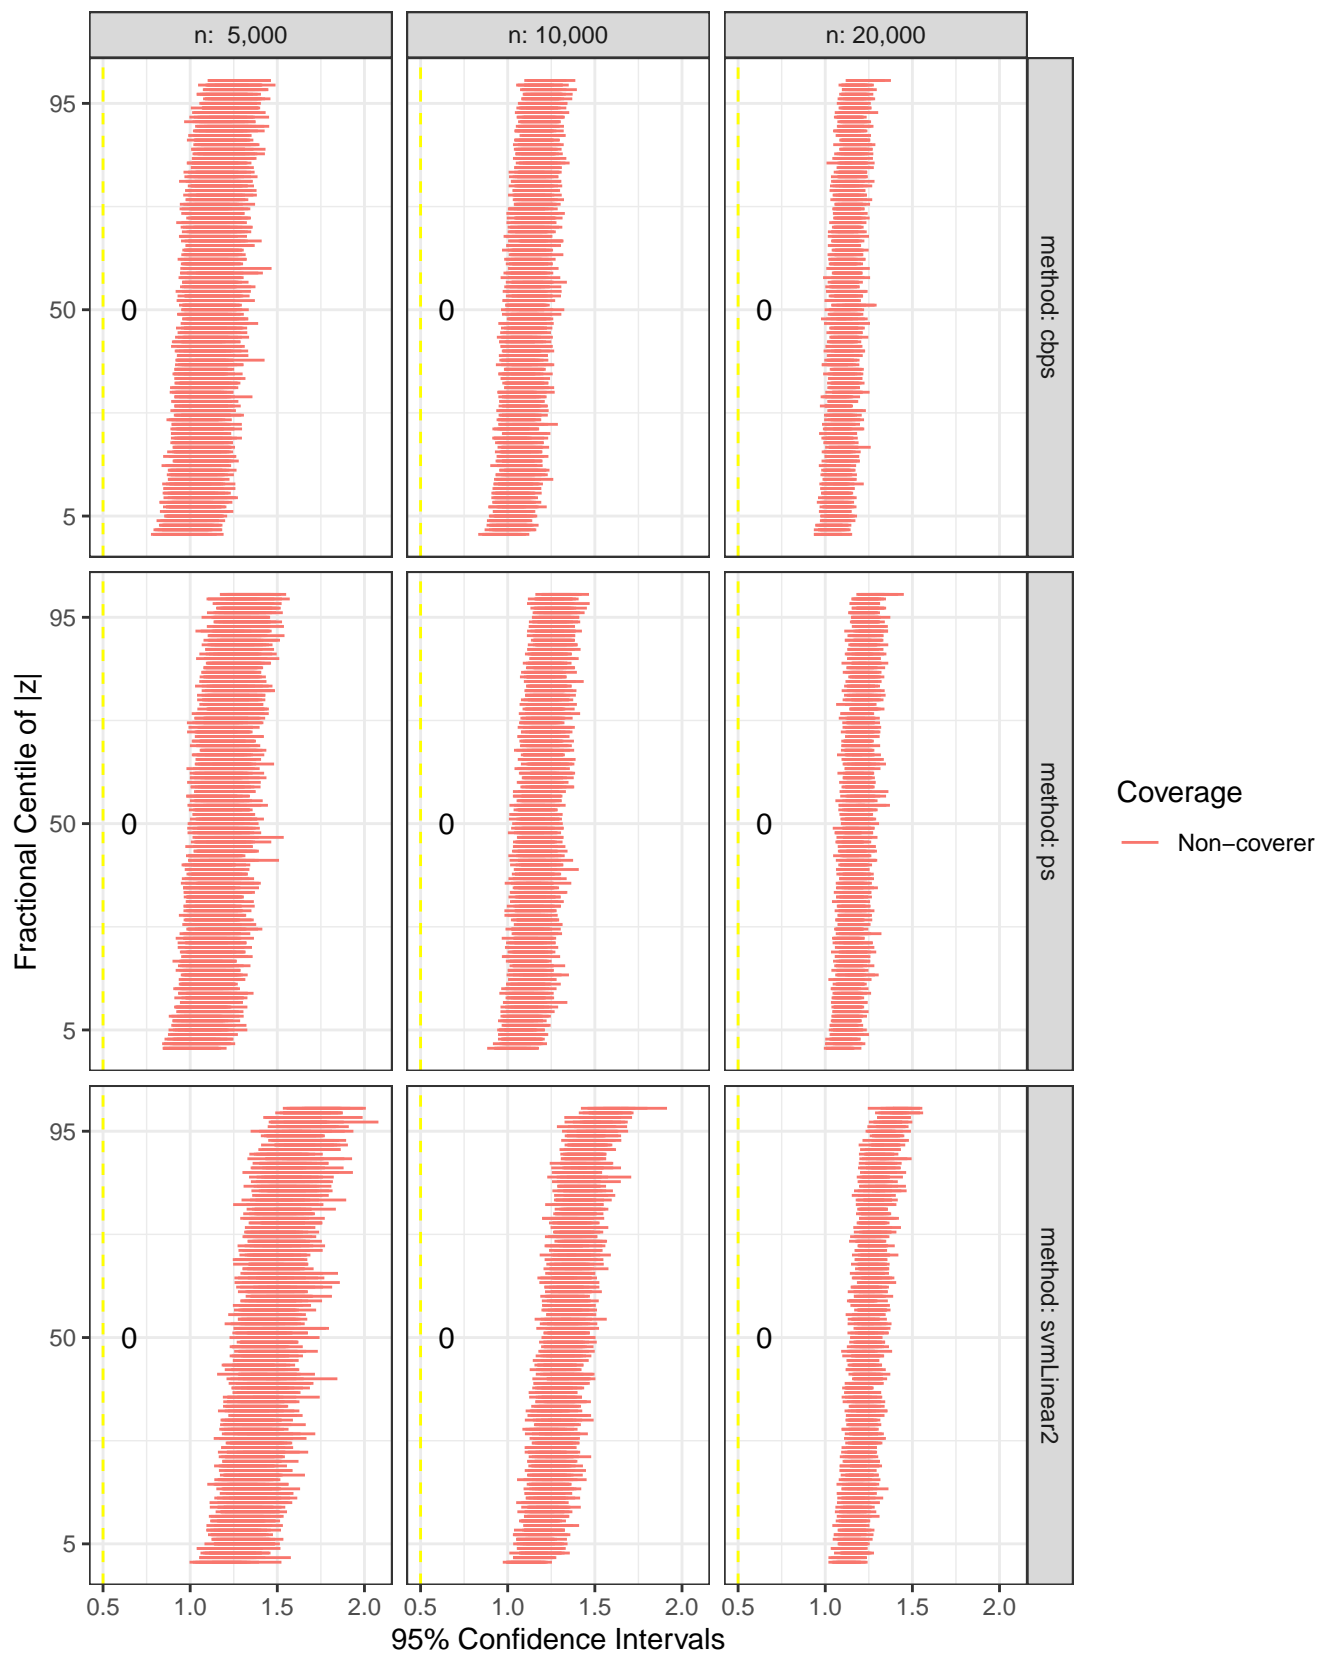 n: 5,000
n: 10,000
n: 20,000
95
50
5
0
0
0
method: cbps
95
50
5
0
0
0
method: ps
95
50
5
0
0
0
method: svmLinear2
Fractional Centile of |z|
0.5 1.0 1.5 2.0
0.5 1.0 1.5 2.0
0.5 1.0 1.5 2.0
95% Confidence Intervals
Coverage
Non−coverer